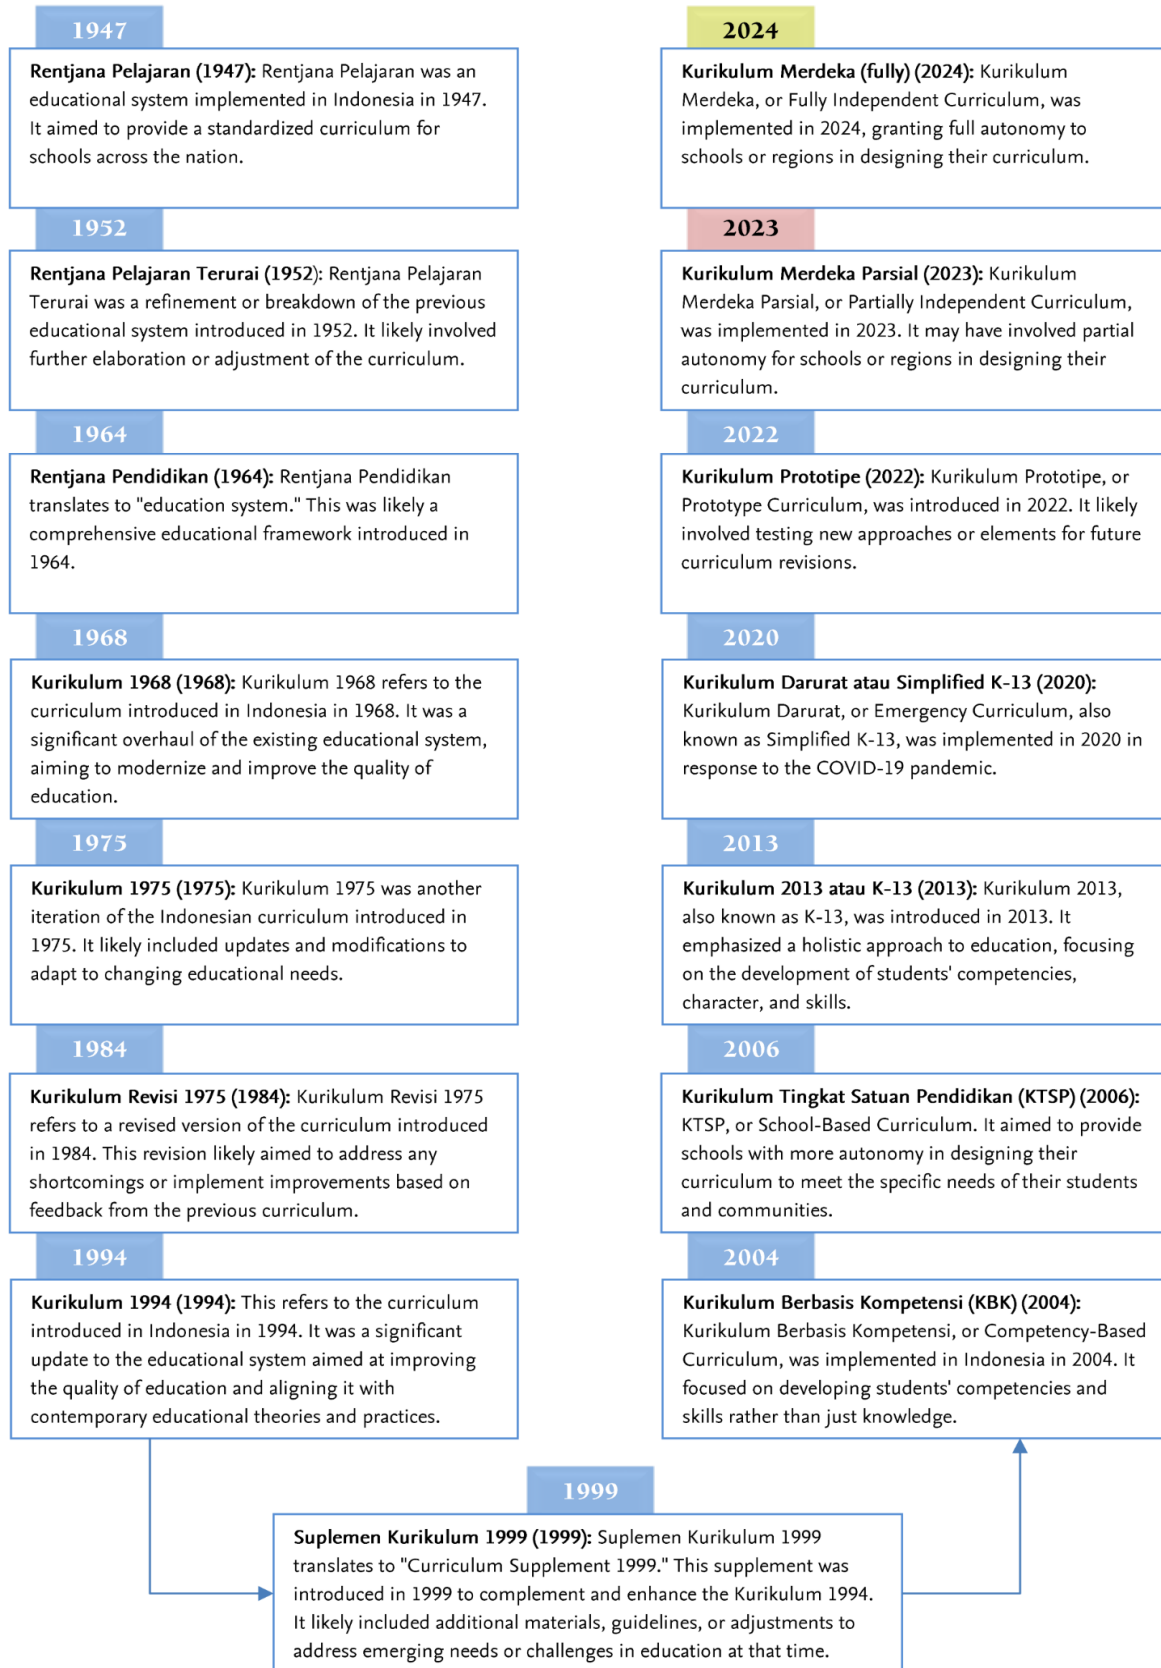 1947
Rentjana Pelajaran (1947): Rentjana Pelajaran was an
educational system implemented in Indonesia in 1947.
It aimed to provide a standardized curriculum for
schools across the nation.
1952
Rentjana Pelajaran Terurai (1952): Rentjana Pelajaran
Terurai was a refinement or breakdown of the previous
educational system introduced in 1952. It likely involved
further elaboration or adjustment of the curriculum.
1964
Rentjana Pendidikan (1964): Rentjana Pendidikan
translates to "education system." This was likely a
comprehensive educational framework introduced in
1964.
1968
Kurikulum 1968 (1968): Kurikulum 1968 refers to the
curriculum introduced in Indonesia in 1968. It was a
significant overhaul of the existing educational system,
aiming to modernize and improve the quality of
education.
1975
Kurikulum 1975 (1975): Kurikulum 1975 was another
iteration of the Indonesian curriculum introduced in
1975. It likely included updates and modifications to
adapt to changing educational needs.
1984
Kurikulum Revisi 1975 (1984): Kurikulum Revisi 1975
refers to a revised version of the curriculum introduced
in 1984. This revision likely aimed to address any
shortcomings or implement improvements based on
feedback from the previous curriculum.
1994
Kurikulum 1994 (1994): This refers to the curriculum
introduced in Indonesia in 1994. It was a significant
update to the educational system aimed at improving
the quality of education and aligning it with
contemporary educational theories and practices.
1999
Suplemen Kurikulum 1999 (1999): Suplemen Kurikulum 1999
translates to "Curriculum Supplement 1999." This supplement was
introduced in 1999 to complement and enhance the Kurikulum 1994.
It likely included additional materials, guidelines, or adjustments to
address emerging needs or challenges in education at that time.
2024
Kurikulum Merdeka (fully) (2024): Kurikulum
Merdeka, or Fully Independent Curriculum, was
implemented in 2024, granting full autonomy to
schools or regions in designing their curriculum.
2023
Kurikulum Merdeka Parsial (2023): Kurikulum
Merdeka Parsial, or Partially Independent Curriculum,
was implemented in 2023. It may have involved partial
autonomy for schools or regions in designing their
curriculum.
2022
Kurikulum Prototipe (2022): Kurikulum Prototipe, or
Prototype Curriculum, was introduced in 2022. It likely
involved testing new approaches or elements for future
curriculum revisions.
2020
Kurikulum Darurat atau Simplified K-13 (2020):
Kurikulum Darurat, or Emergency Curriculum, also
known as Simplified K-13, was implemented in 2020 in
response to the COVID-19 pandemic.
2013
Kurikulum 2013 atau K-13 (2013): Kurikulum 2013,
also known as K-13, was introduced in 2013. It
emphasized a holistic approach to education, focusing
on the development of students' competencies,
character, and skills.
2006
Kurikulum Tingkat Satuan Pendidikan (KTSP) (2006):
KTSP, or School-Based Curriculum. It aimed to provide
schools with more autonomy in designing their
curriculum to meet the specific needs of their students
and communities.
2004
Kurikulum Berbasis Kompetensi (KBK) (2004):
Kurikulum Berbasis Kompetensi, or Competency-Based
Curriculum, was implemented in Indonesia in 2004. It
focused on developing students' competencies and
skills rather than just knowledge.